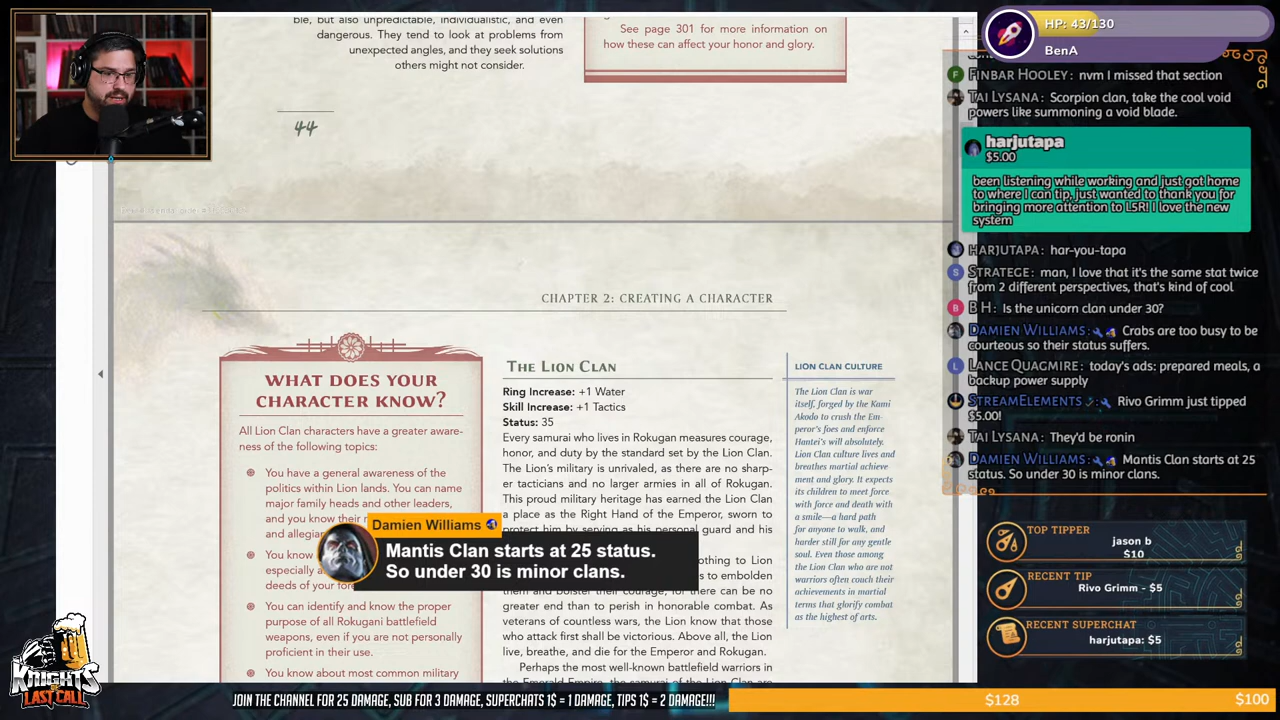 ble, but also unpredictable, individualistic, and even
dangerous. They tend to look at problems from
unexpected angles, and they seek solutions
others might not consider.
44
See page 301 for more information on
how these can affect your honor and glory.
CHAPTER 2: CREATING A CHARACTER
WHAT DOES YOUR
CHARACTER KNOW?
All Lion Clan characters have a greater aware-
ness of the following topics:
You have a general awareness of the
politics within Lion lands. You can name
major family heads and other leaders,
and you know their
and allegian
You know
especially a
deeds of your for
You can identify and know the proper
purpose of all Rokugani battlefield
weapons, even if you are not personally
proficient in their use.
You know about most common military
THE LION CLAN
Ring Increase: +1 Water
Skill Increase: +1 Tactics
Status: 35
Every samurai who lives in Rokugan measures courage,
honor, and duty by the standard set by the Lion Clan.
The Lion's military is unrivaled, as there are no sharp-
er tacticians and no larger armies in all of Rokugan.
This proud military heritage has earned the Lion Clan
a place as the Right Hand of the Emperor, sworn to
protect him by serving as his personal guard and his
othing to Lion
s to embolden
them and bolster their courage, for there can be no
greater end than to perish in honorable combat. As
veterans of countless wars, the Lion know that those
who attack first shall be victorious. Above all, the Lion
live, breathe, and die for the Emperor and Rokugan.
Perhaps the most well-known battlefield warriors in
the Emerald Empire, the samurai of the Lion Clan are
LION CLAN CULTURE
The Lion Clan is war
itself, forged by the Kami
Akodo to crush the Em-
peror's foes and enforce
Hantei's will absolutely.
Lion Clan culture lives and
breathes martial achieve
ment and glory. It expects
its children to meet force
with force and death with
a smile—a hard path
for anyone to walk, and
harder still for any gentle
soul. Even those among
the Lion Clan who are not
warriors often couch their
achievements in martial
terms that glorify combat
as the highest of arts.
Damien Williams
Mantis Clan starts at 25 status.
So under 30 is minor clans.
HP: 43/130
BenA
FINBAR HOOLEY: nvm I missed that section
TAI LYSANA: Scorpion clan, take the cool void
powers like summoning a void blade.
harjutapa
$5.00
been listening while working and just got home
to where I can tip, just wanted to thank you for
bringing more attention to L5R! I love the new
system
HARJUTAPA: har-you-tapa
STRATEGE: man, I love that it's the same stat twice
from 2 different perspectives, that's kind of cool
B H: Is the unicorn clan under 30?
DAMIEN WILLIAMS: Crabs are too busy to be
courteous so their status suffers.
LANCE QUAGMIRE: today's ads: prepared meals, a
backup power supply
STREAMELEMENTS: Rivo Grimm just tipped
$5.00!
TAI LYSANA: They'd be ronin
DAMIEN WILLIAMS: Mantis Clan starts at 25
status. So under 30 is minor clans.
TOP TIPPER
jason b
$10
RECENT TIP
Rivo Grimm - $5
RECENT SUPERCHAT
harjutapa: $5
KNIGHTS
LAST CALL
JOIN THE CHANNEL FOR 25 DAMAGE, SUB FOR 3 DAMAGE, SUPERCHATS 1$ = 1 DAMAGE, TIPS 1$ = 2 DAMAGE!!!
$128
$100